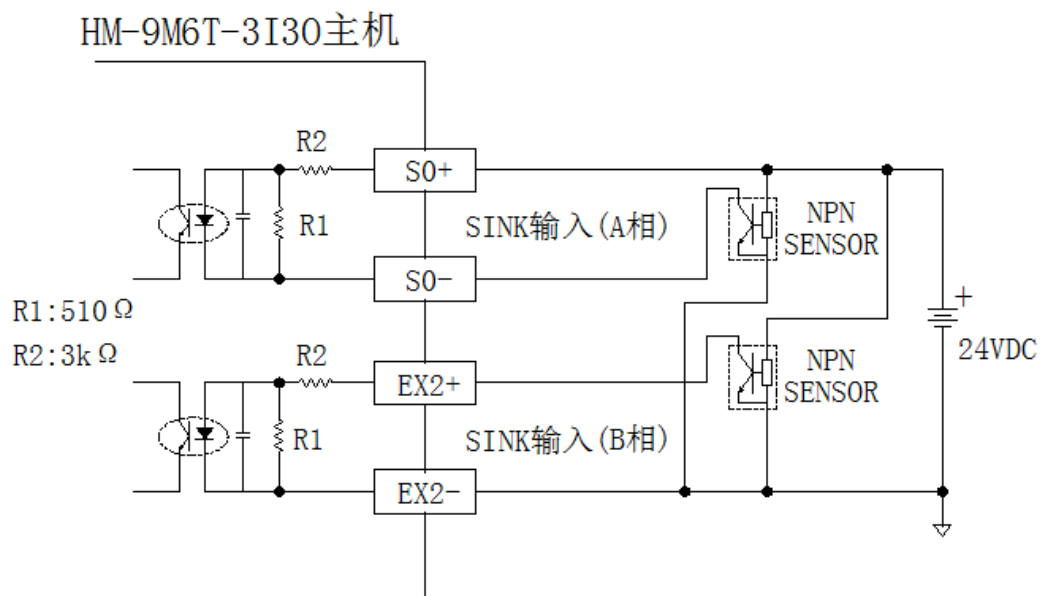 HM-9M6T-3I3O主机
R2
S0+
R1
SINK输入(A相)
NPN
SENSOR
S0-
R1:510Ω
R2:3kΩ
+
24VDC
R2
EX2+
NPN
SENSOR
R1
SINK输入(B相)
EX2-